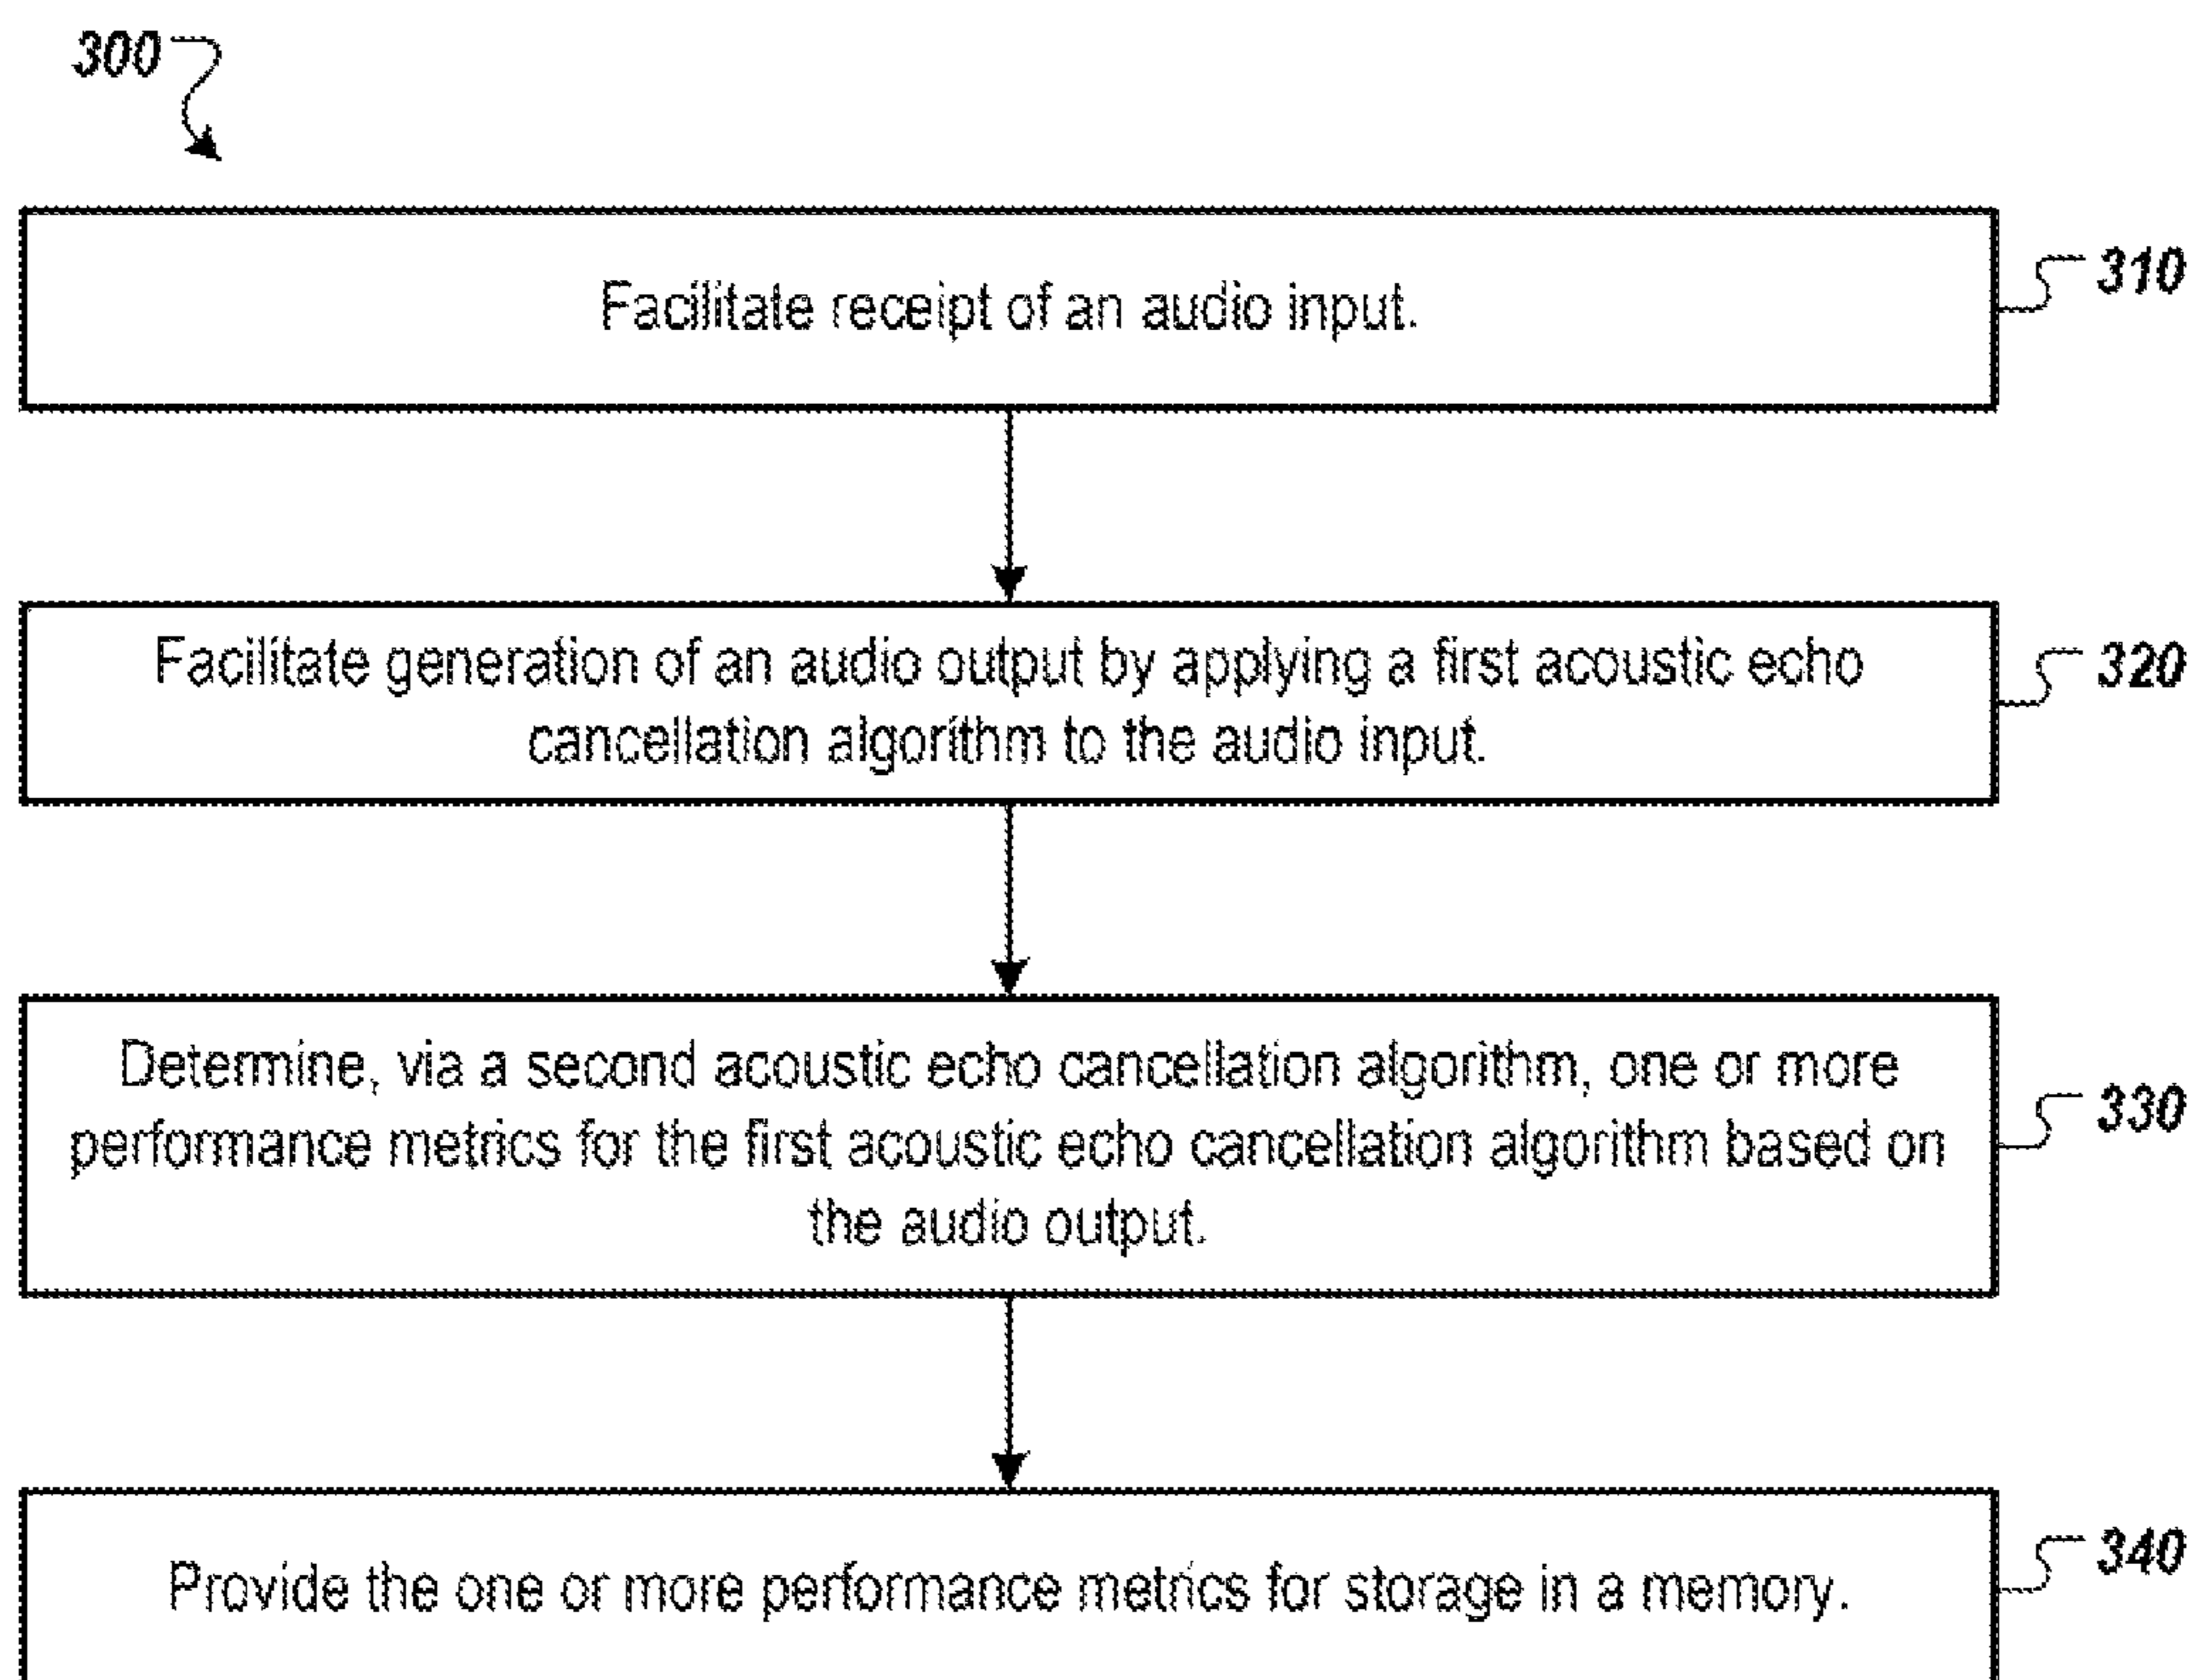 300
Facilitate receipt of an audio input.
310
Facilitate generation of an audio output by applying a first acoustic echo
cancellation algorithm to the audio input.
320
Determine, via a second acoustic echo cancellation algorithm, one or more
performance metrics for the first acoustic echo cancellation algorithm based on
the audio output.
330
Provide the one or more performance metrics for storage in a memory.
340